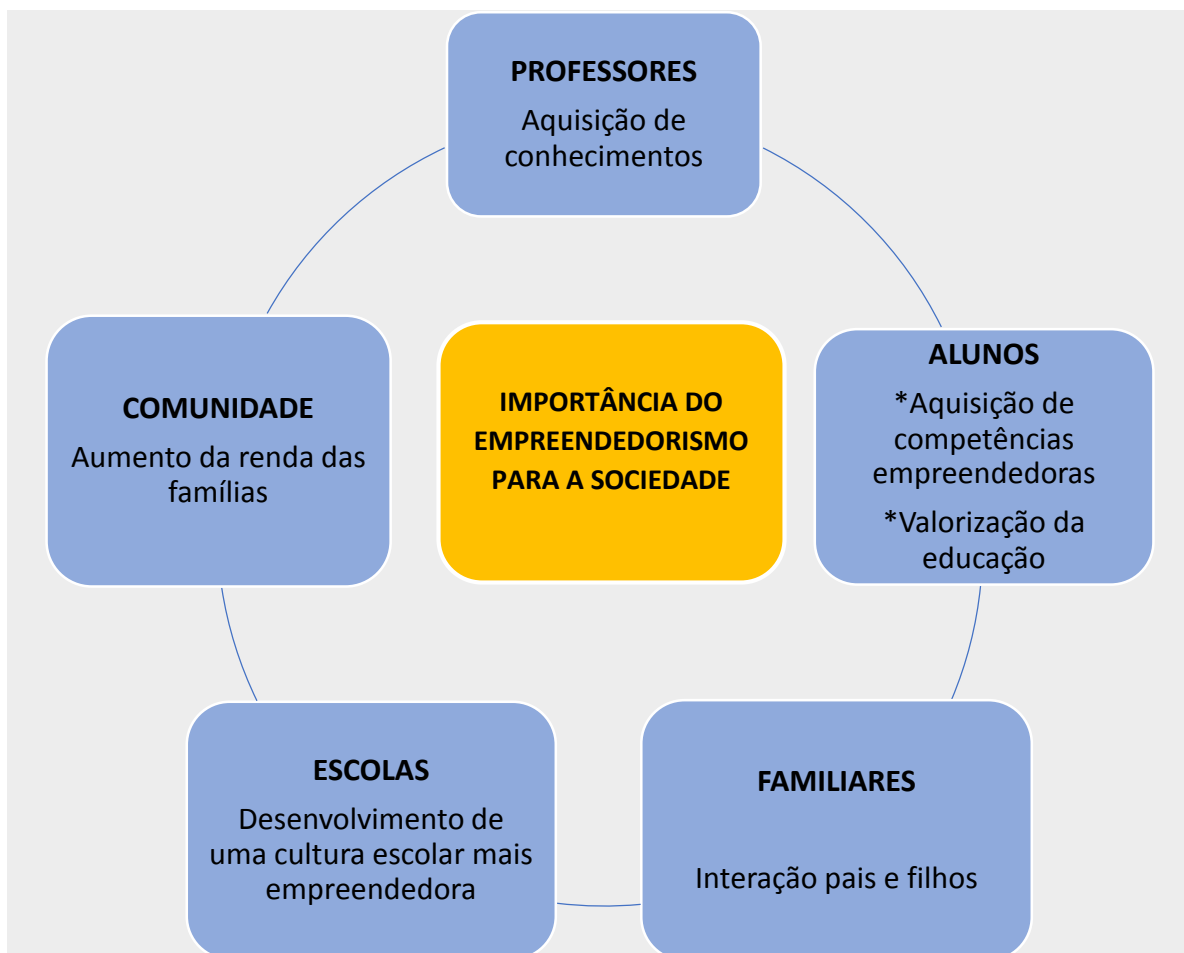 PROFESSORES
Aquisição de
conhecimentos
ALUNOS
*Aquisição de
competências
empreendedoras
*Valorização da
educação
FAMILIARES
Interação pais e filhos
ESCOLAS
Desenvolvimento de
uma cultura escolar mais
empreendedora
COMUNIDADE
Aumento da renda das
famílias
IMPORTÂNCIA DO
EMPREENDEDORISMO
PARA A SOCIEDADE